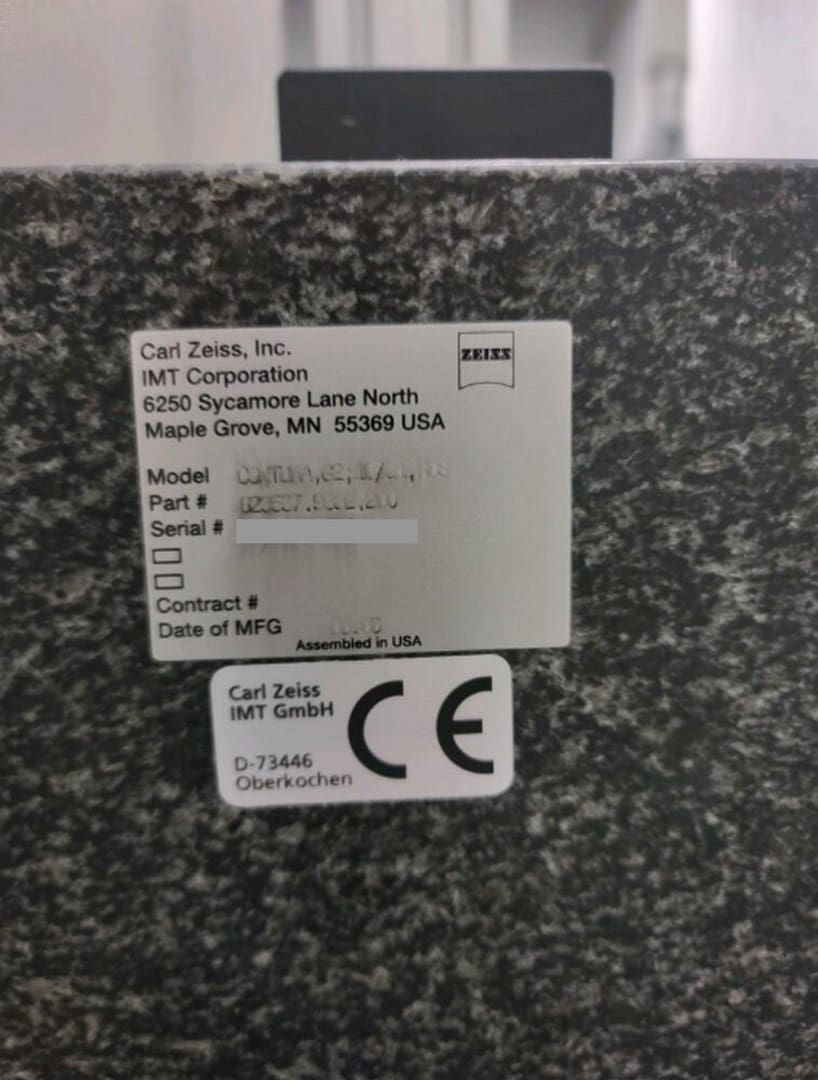 Carl Zeiss, Inc.
IMT Corporation
6250 Sycamore Lane North
Maple Grove, MN 55369 USA
ZEISS
Model
Part #
Serial #
Contract #
Date of MFG
Assembled in USA
Carl Zeiss
IMT GmbH
D-73446
Oberkochen
CE